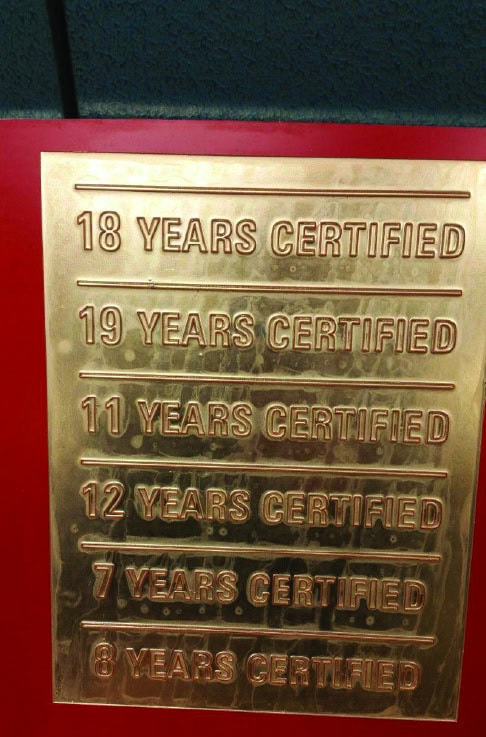 18 YEARS CERTIFIED
19 YEARS CERTIFIED
11 YEARS CERTIFIED
12 YEARS CERTIFIED
7 YEARS CERTIFIED
8 YEARS CERTIFIED